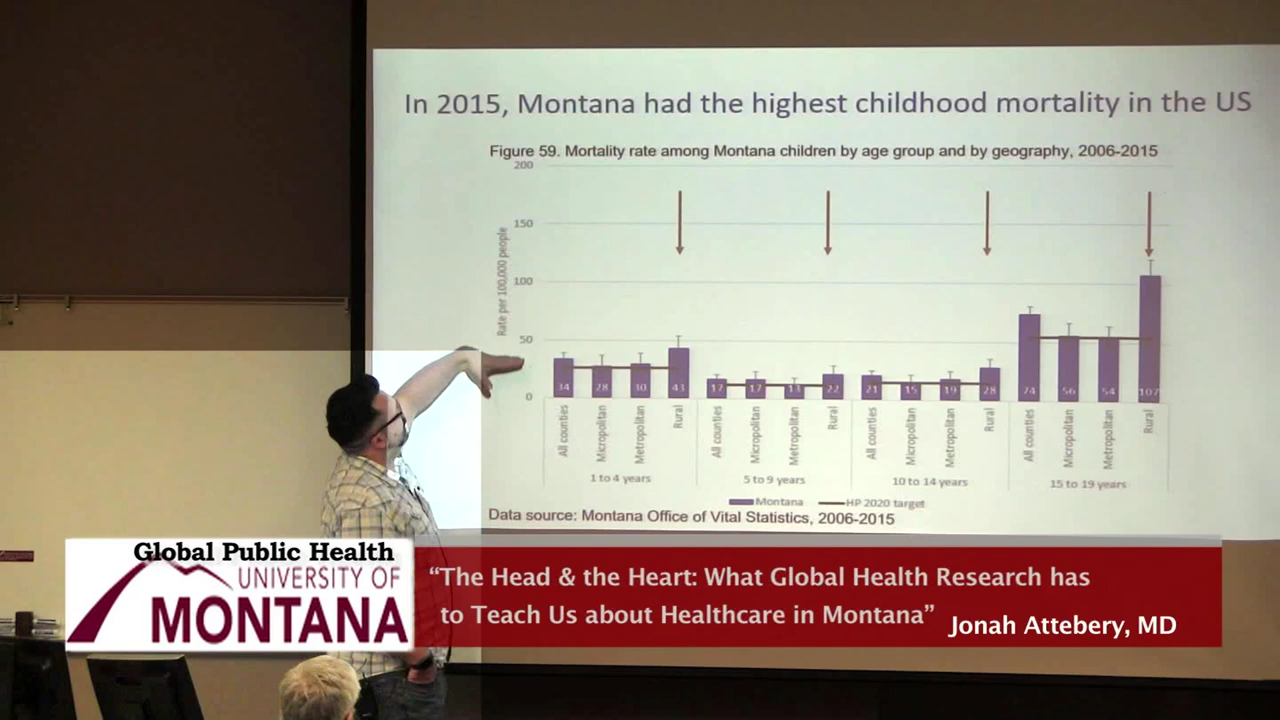 In 2015, Montana had the highest childhood mortality in the US
Figure 59. Mortality rate among Montana children by age group and by geography, 2006-2015
200
150
100
50
0
Rate per 100,000 people
34
28
30
43
17
17
13
22
21
15
19
28
74
56
54
107
All counties
Micropolitan
Metropolitan
Rural
All counties
Micropolitan
Metropolitan
Rural
All counties
Micropolitan
Metropolitan
Rural
All counties
Micropolitan
Metropolitan
Rural
1 to 4 years
5 to 9 years
10 to 14 years
15 to 19 years
Montana
HP 2020 target
Data source: Montana Office of Vital Statistics, 2006-2015
Global Public Health
UNIVERSITY OF
MONTANA
“The Head & the Heart: What Global Health Research has
to Teach Us about Healthcare in Montana”
Jonah Attebery, MD